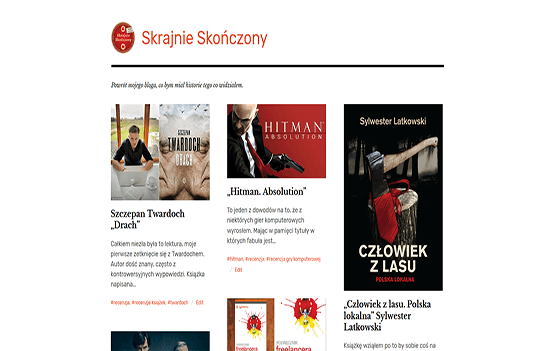 Skrajnie Skończony
Powrót mojego bloga, co bym miał historie tego co widziałem.
SZCZEPAN
TWARDOCH
DRACH
Szczepan Twardoch
„Drach”
Całkiem niezła była to lektura, moje
pierwsze zetknięcie się z Twardochem.
Autor dość znany, często z
kontrowersyjnych wypowiedzi. Książka
napisana…
#recenzja, #recenzje książek, #twardoch / Edit
HITMAN
ABSOLUTION
„Hitman. Absolution”
To jeden z dowodów na to, że z
niektórych gier komputerowych
wyrosłem. Mając w pamięci tytuły w
których fabuła jest…
#hitman, #recenzja, #recenzja gry komputerowej
/ Edit
freelancera
freelancera
Sylwester Latkowski
CZŁOWIEK
Z LASU
POLSKA LOKALNA
„Człowiek z lasu. Polska
lokalna” Sylwester
Latkowski
Książkę wziąłem po to by sobie coś na